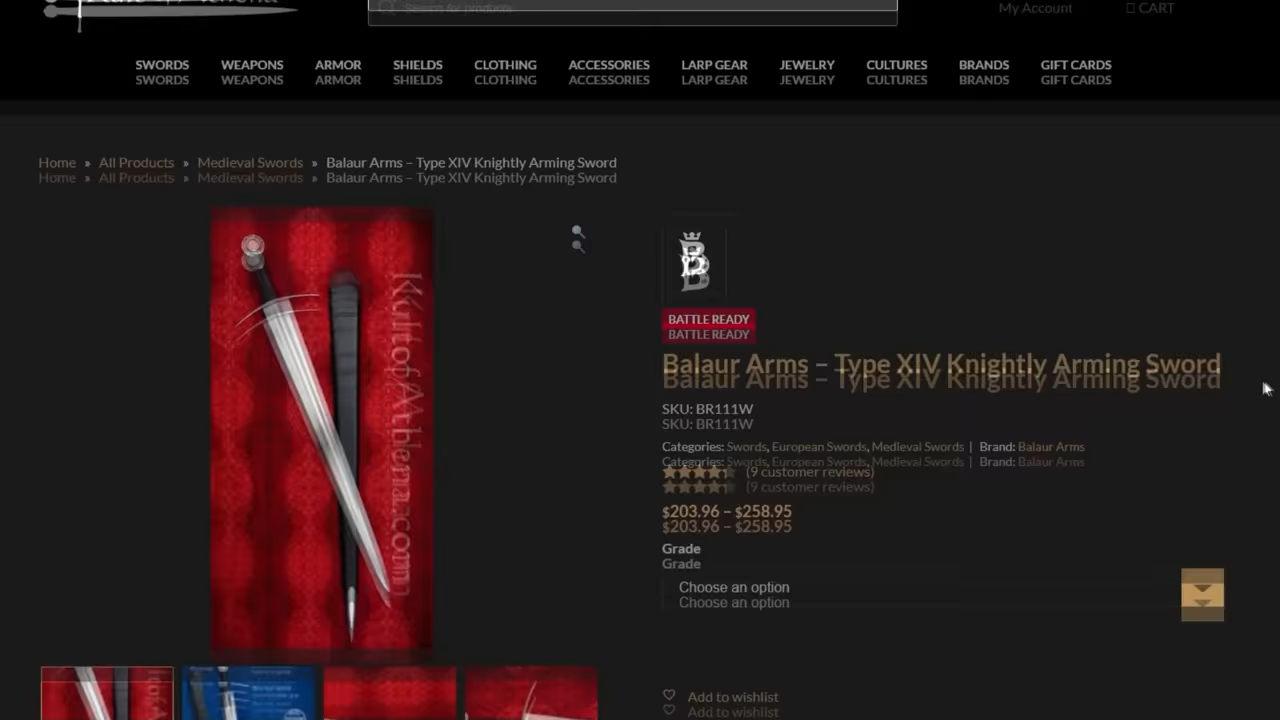 Search for products
My Account
CART
SWORDS WEAPONS ARMOR SHIELDS CLOTHING ACCESSORIES LARP GEAR JEWELRY CULTURES BRANDS GIFT CARDS
SWORDS WEAPONS ARMOR SHIELDS CLOTHING ACCESSORIES LARP GEAR JEWELRY CULTURES BRANDS GIFT CARDS
Home » All Products » Medieval Swords » Balaur Arms – Type XIV Knightly Arming Sword
Home » All Products » Medieval Swords » Balaur Arms – Type XIV Knightly Arming Sword
KultofAthena.com
BATTLE READY
BATTLE READY
Balaur Arms – Type XIV Knightly Arming Sword
Balaur Arms – Type XIV Knightly Arming Sword
SKU: BR111W
SKU: BR111W
Categories: Swords, European Swords, Medieval Swords | Brand: Balaur Arms
Categories: Swords, European Swords, Medieval Swords | Brand: Balaur Arms
(9 customer reviews)
(9 customer reviews)
$203.96 – $258.95
$203.96 – $258.95
Grade
Grade
Choose an option
Choose an option
Add to wishlist
Add to wishlist